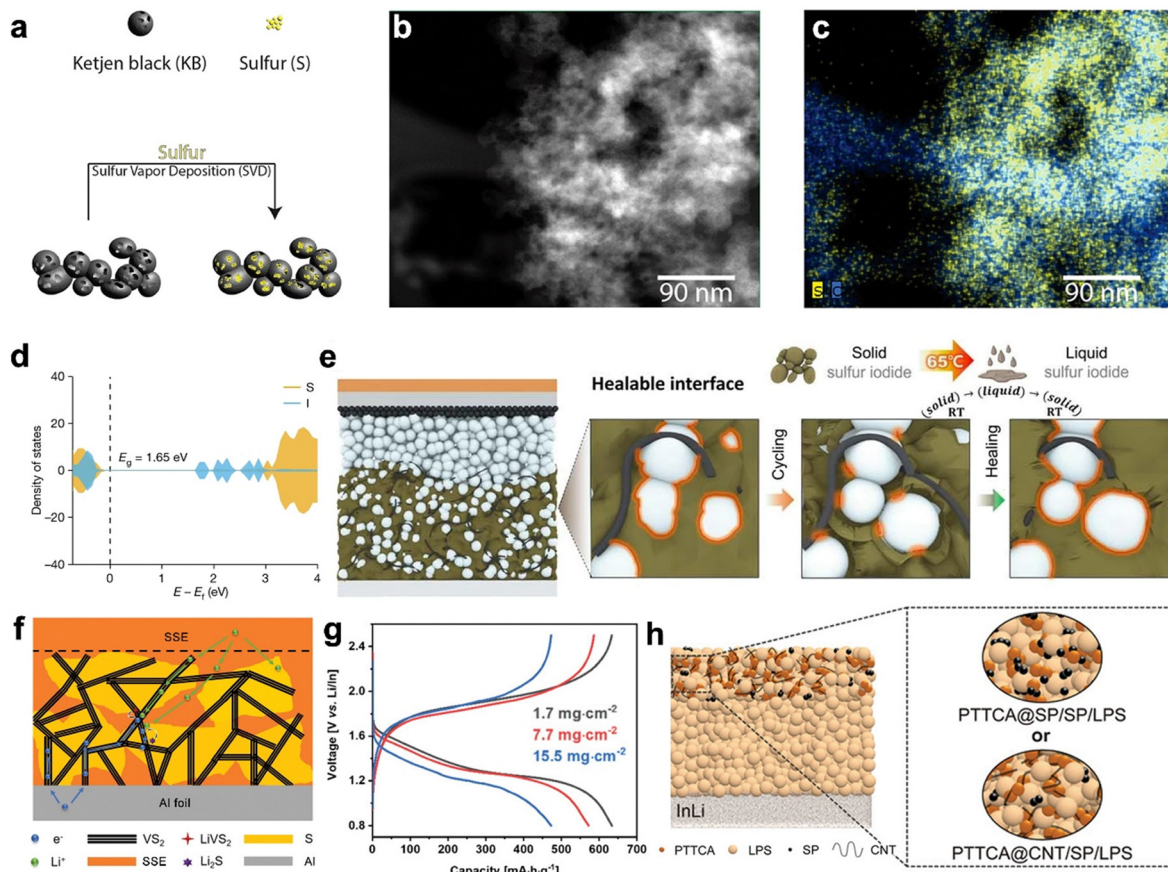 a
Ketjen black (KB)
Sulfur (S)
Sulfur
Sulfur Vapor Deposition (SVD)
b
90 nm
c
S C
90 nm
d
Density of states
40
20
0
−20
−40
S
I
E_g = 1.65 eV
0
1
2
3
4
E − E_f (eV)
e
Healable interface
Solid
sulfur iodide
65℃
Liquid
sulfur iodide
(solid) → (liquid) → (solid)
RT RT
Cycling
Healing
f
SSE
Al foil
e⁻
VS₂
LiVS₂
S
Li⁺
SSE
Li₂S
Al
g
Voltage [V vs. Li/In]
2.4
2.0
1.6
1.2
0.8
1.7 mg·cm⁻²
7.7 mg·cm⁻²
15.5 mg·cm⁻²
0 100 200 300 400 500 600 700
Capacity [mA·h·g⁻¹]
h
InLi
PTTCA
LPS
SP
CNT
PTTCA@SP/SP/LPS
or
PTTCA@CNT/SP/LPS